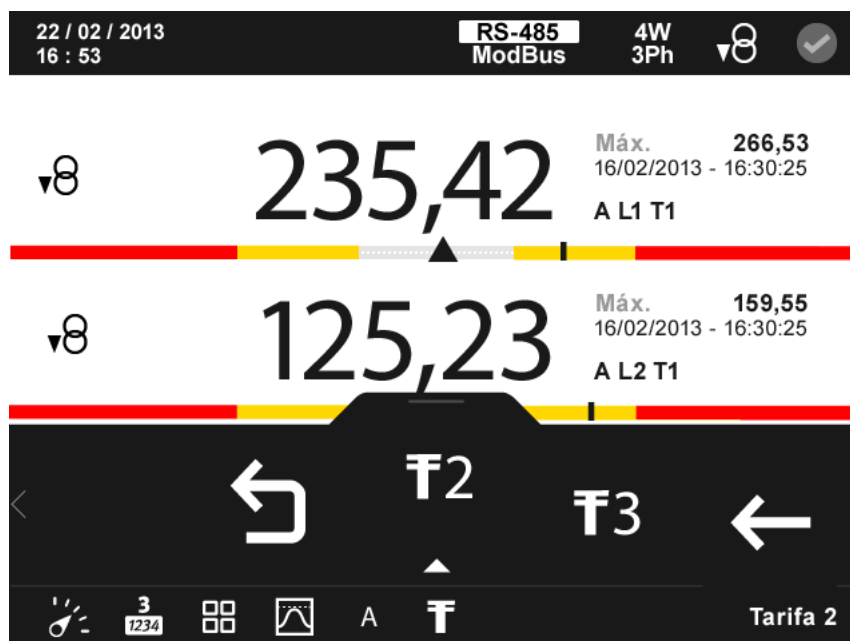 22 / 02 / 2013
16 : 53
RS-485
ModBus
4W
3Ph
235,42
Máx. 266,53
16/02/2013 - 16:30:25
A L1 T1
125,23
Máx. 159,55
16/02/2013 - 16:30:25
A L2 T1
T2
T3
3
1234
A
T
Tarifa 2